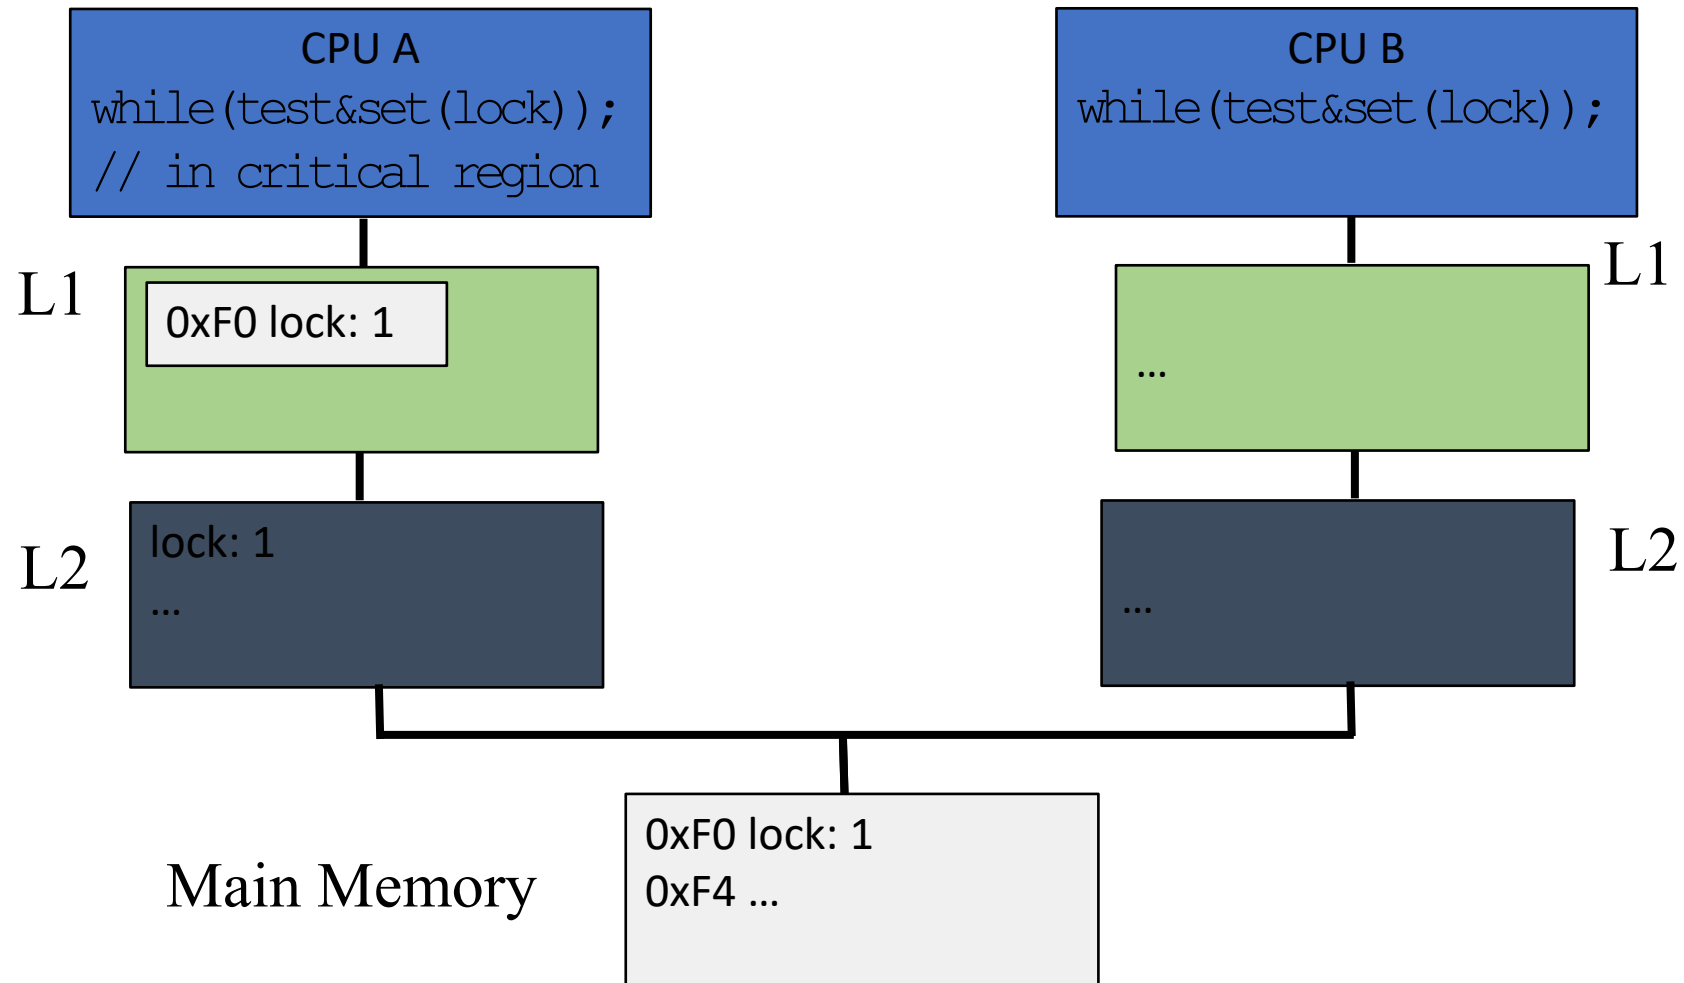 CPU A
while(test&set(lock));
// in critical region
CPU B
while(test&set(lock));
L1
0xF0 lock: 1
L1
…
L2
lock: 1
…
L2
…
Main Memory
0xF0 lock: 1
0xF4 …